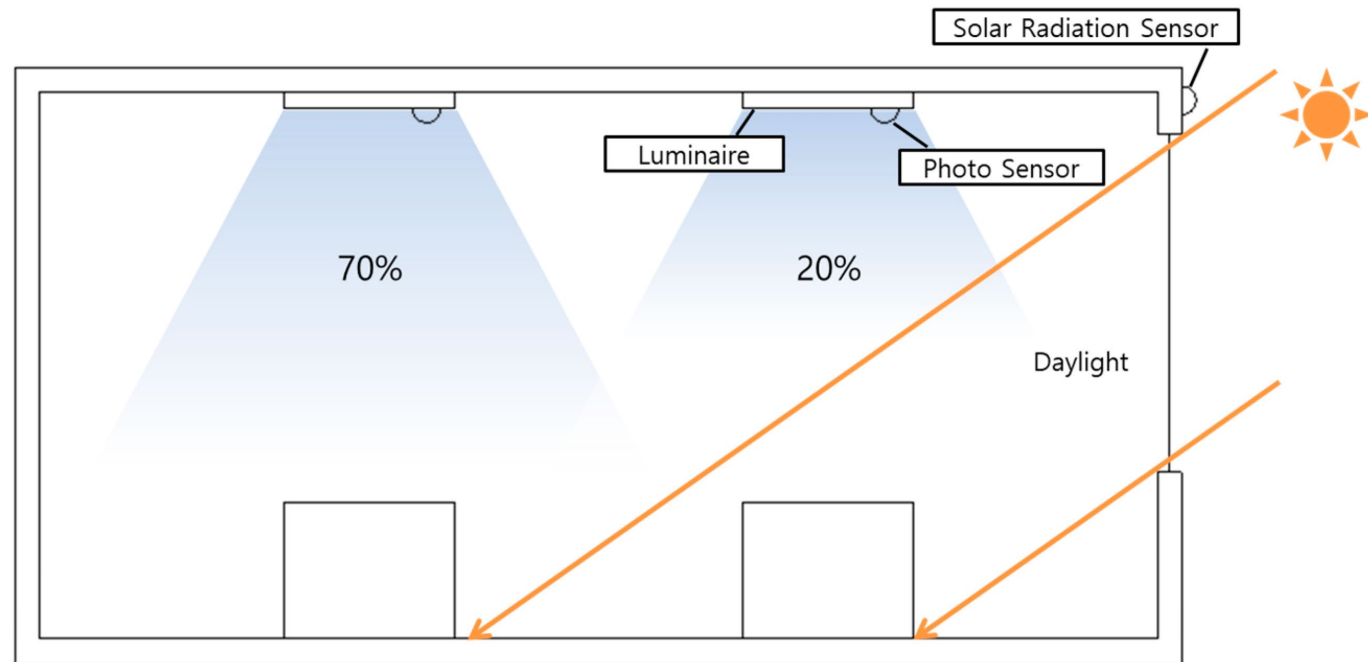 Solar Radiation Sensor
Luminaire
Photo Sensor
70%
20%
Daylight